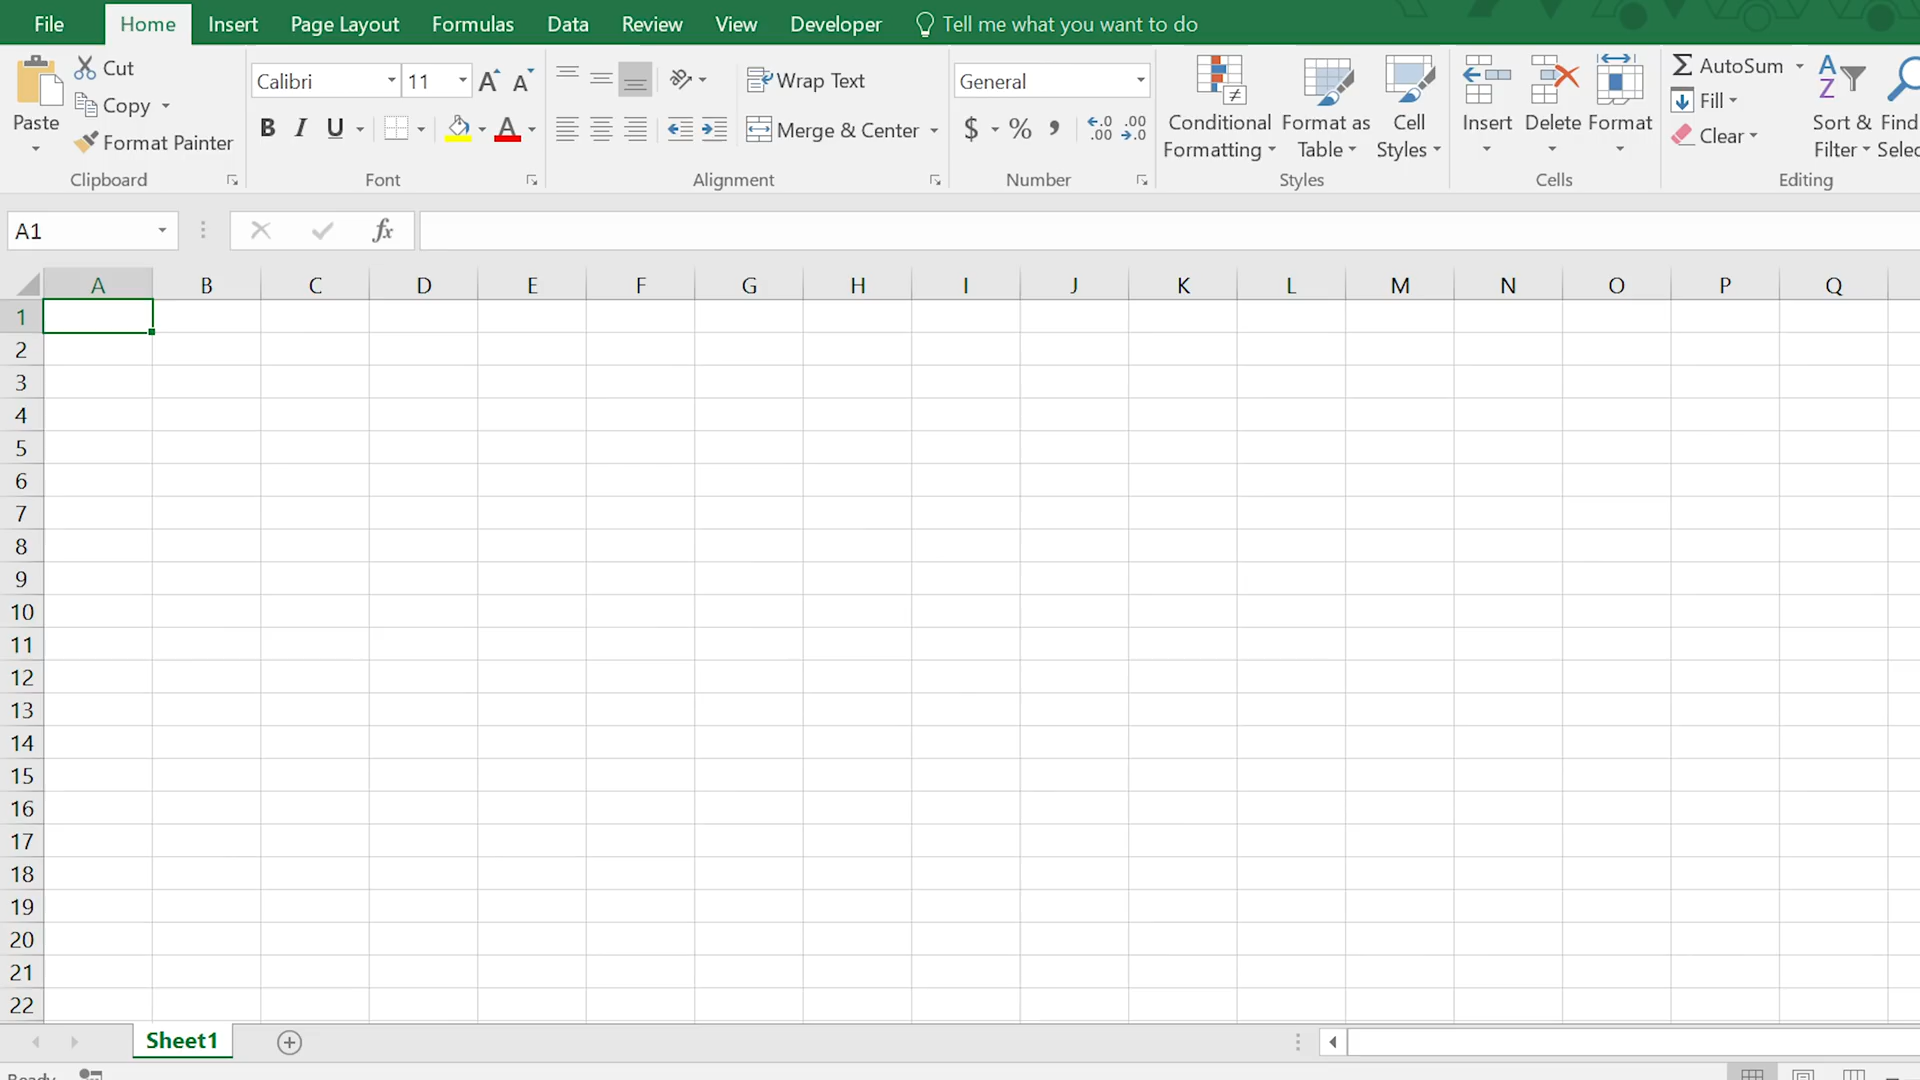 File Home Insert Page Layout Formulas Data Review View Developer Tell me what you want to do
Paste
Cut
Copy
Format Painter
Clipboard
Calibri 11
B I U
Font
Wrap Text
Merge & Center
Alignment
General
$ % ,
Number
Conditional
Formatting
Format as
Table
Cell
Styles
Styles
Insert
Delete
Format
Cells
AutoSum
Fill
Clear
Sort &
Filter
Find
Selec
Editing
A1 fx
A B C D E F G H I J K L M N O P Q
1
2
3
4
5
6
7
8
9
10
11
12
13
14
15
16
17
18
19
20
21
22
Sheet1
Ready